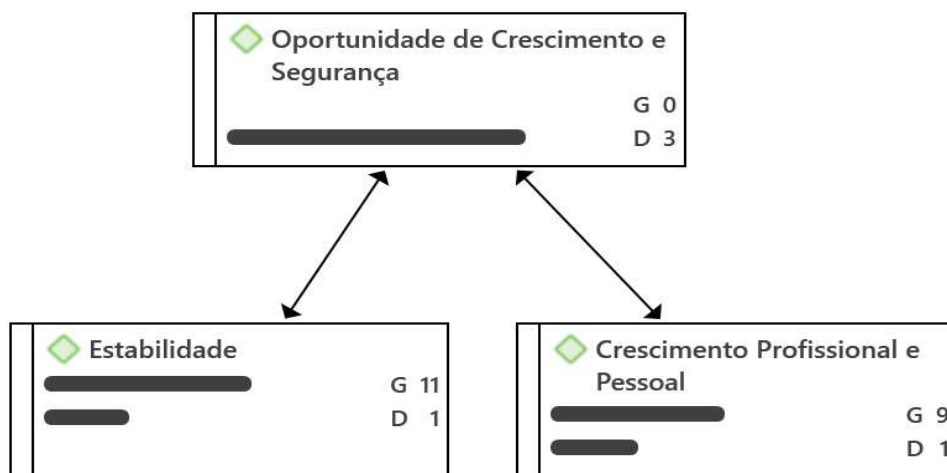 Oportunidade de Crescimento e
Segurança
G 0
D 3
Estabilidade
G 11
D 1
Crescimento Profissional e
Pessoal
G 9
D 1